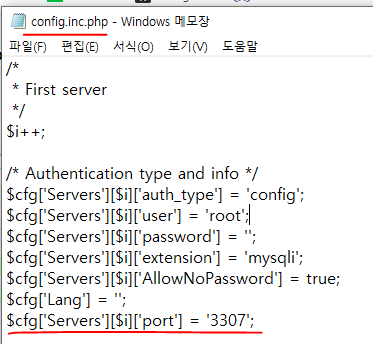 config.inc.php - Windows 메모장
파일(F) 편집(E) 서식(O) 보기(V) 도움말
/*
* First server
*/
$i++;
/* Authentication type and info */
$cfg['Servers'][$i]['auth_type'] = 'config';
$cfg['Servers'][$i]['user'] = 'root';
$cfg['Servers'][$i]['password'] = '';
$cfg['Servers'][$i]['extension'] = 'mysqli';
$cfg['Servers'][$i]['AllowNoPassword'] = true;
$cfg['Lang'] = '';
$cfg['Servers'][$i]['port'] = '3307';